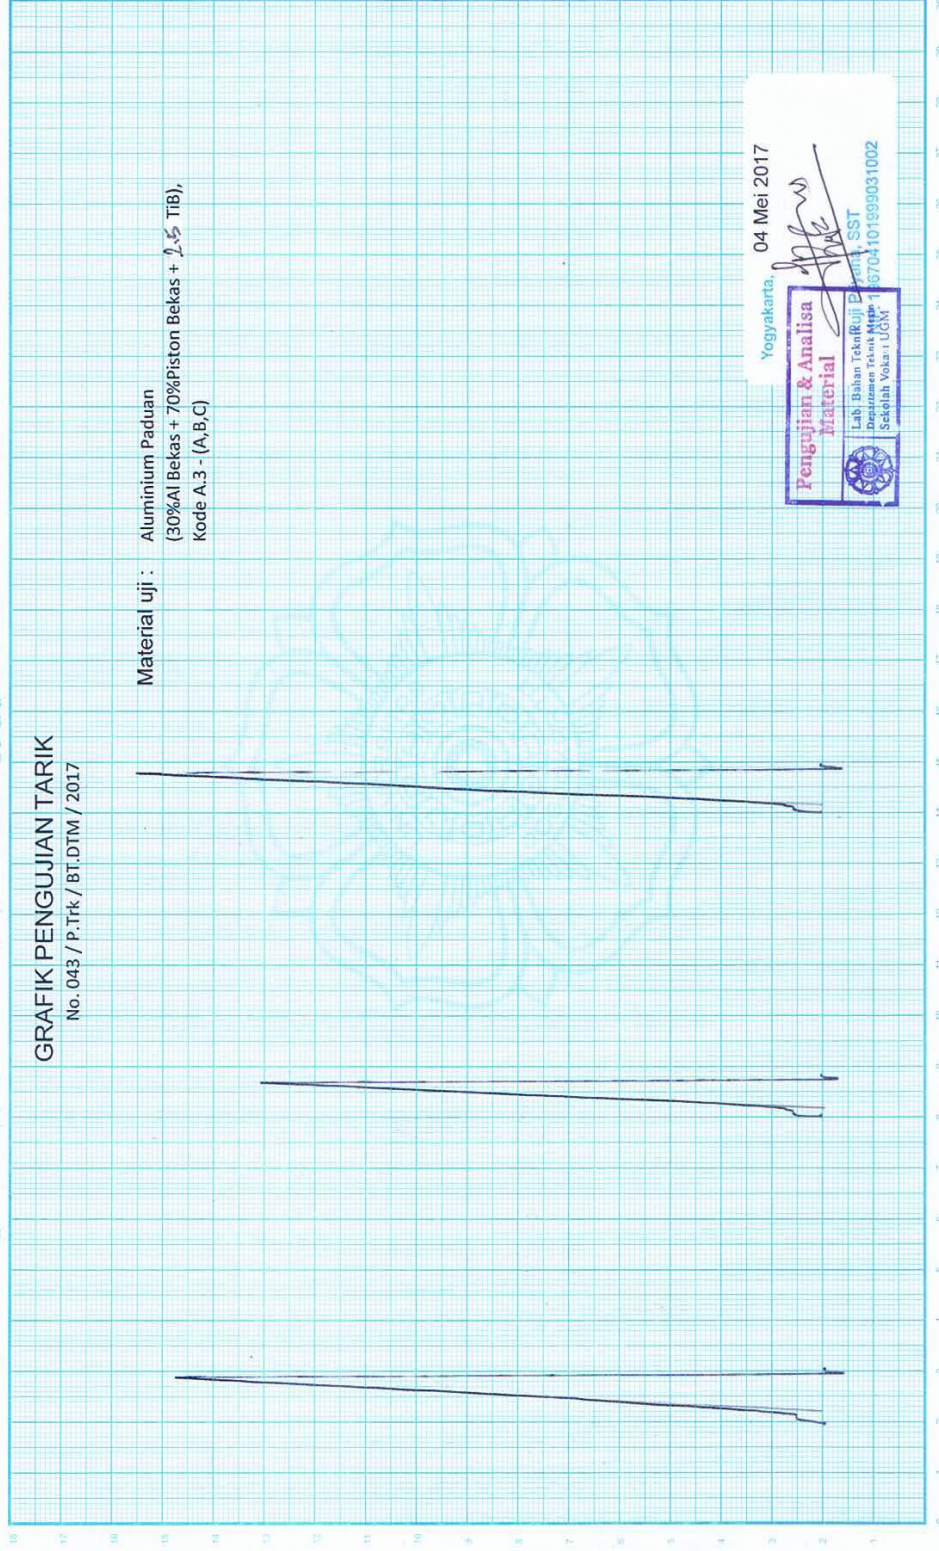 GRAFIK PENGUJIAN TARIK
No. 043 / P.Trk / BT.DTM / 2017
Material uji : Aluminium Paduan
(30%Al Bekas + 70%Piston Bekas + 2.5 TiB),
Kode A.3 - (A,B,C)
Yogyakarta, 04 Mei 2017
Pengujian & Analisa
Material
Lab. Bahan Teknik
Departemen Teknik Mesin
Sekolah Vokasi UGM
SST